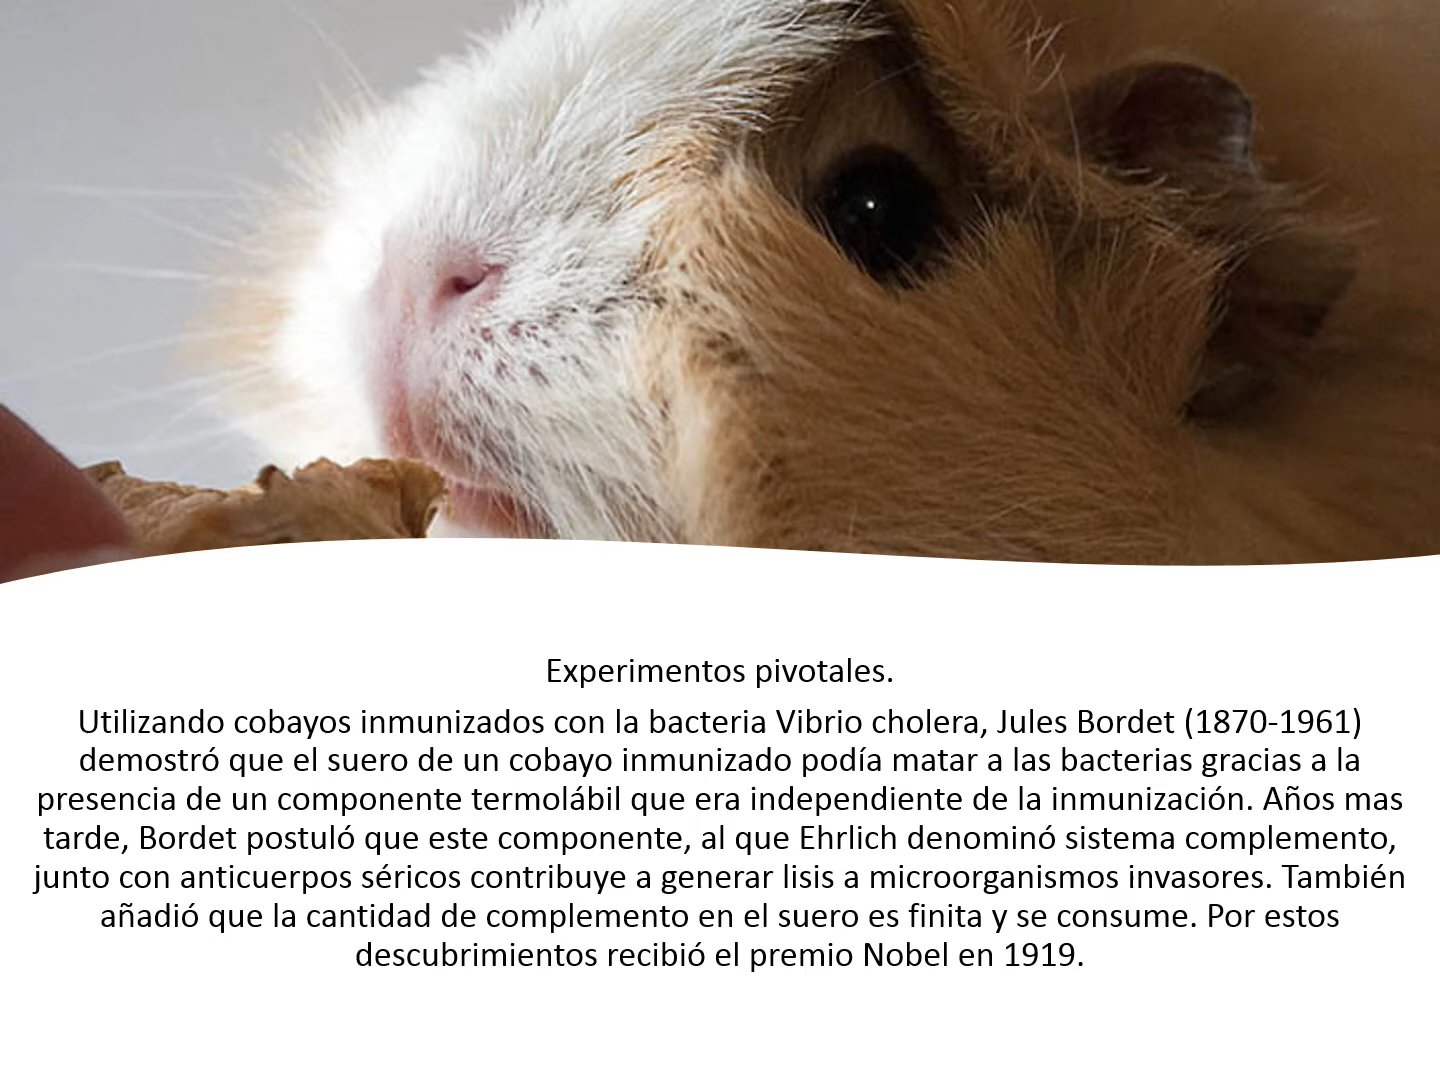 Experimentos pivotales.
Utilizando cobayos inmunizados con la bacteria Vibrio cholera, Jules Bordet (1870-1961)
demostró que el suero de un cobayo inmunizado podía matar a las bacterias gracias a la
presencia de un componente termolábil que era independiente de la inmunización. Años mas
tarde, Bordet postuló que este componente, al que Ehrlich denominó sistema complemento,
junto con anticuerpos séricos contribuye a generar lisis a microorganismos invasores. También
añadió que la cantidad de complemento en el suero es finita y se consume. Por estos
descubrimientos recibió el premio Nobel en 1919.